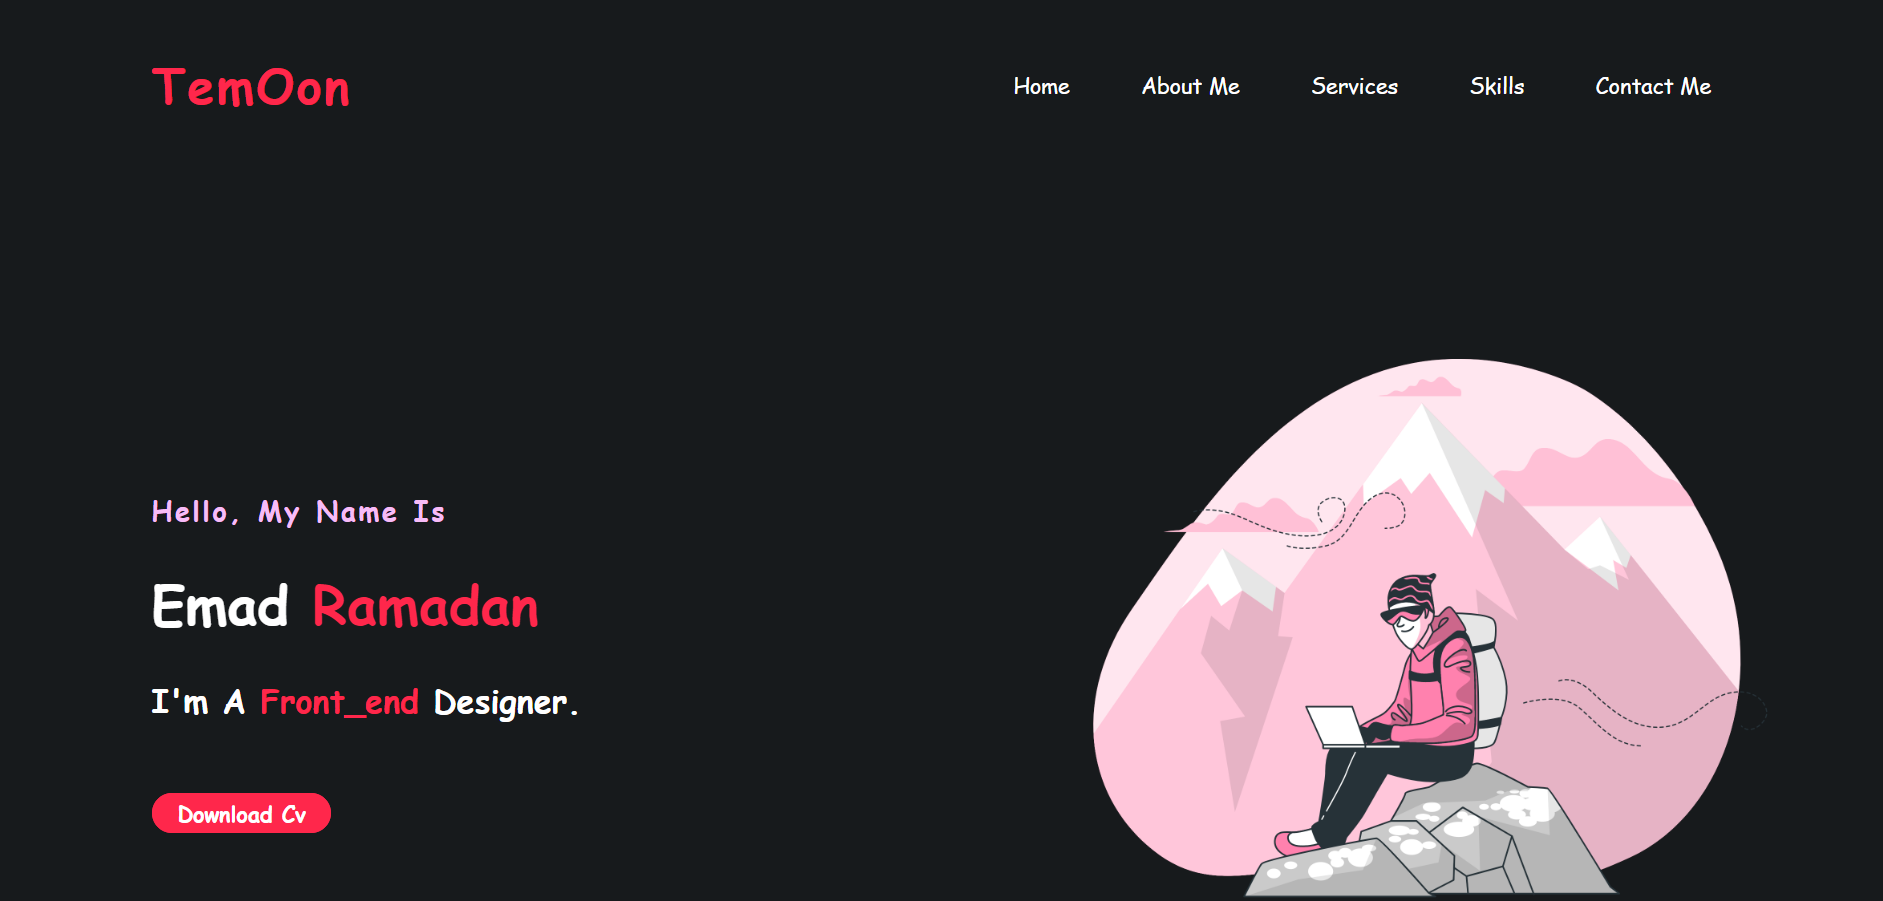 TemOon
Home About Me Services Skills Contact Me
Hello, My Name Is
Emad Ramadan
I'm A Front_end Designer.
Download Cv